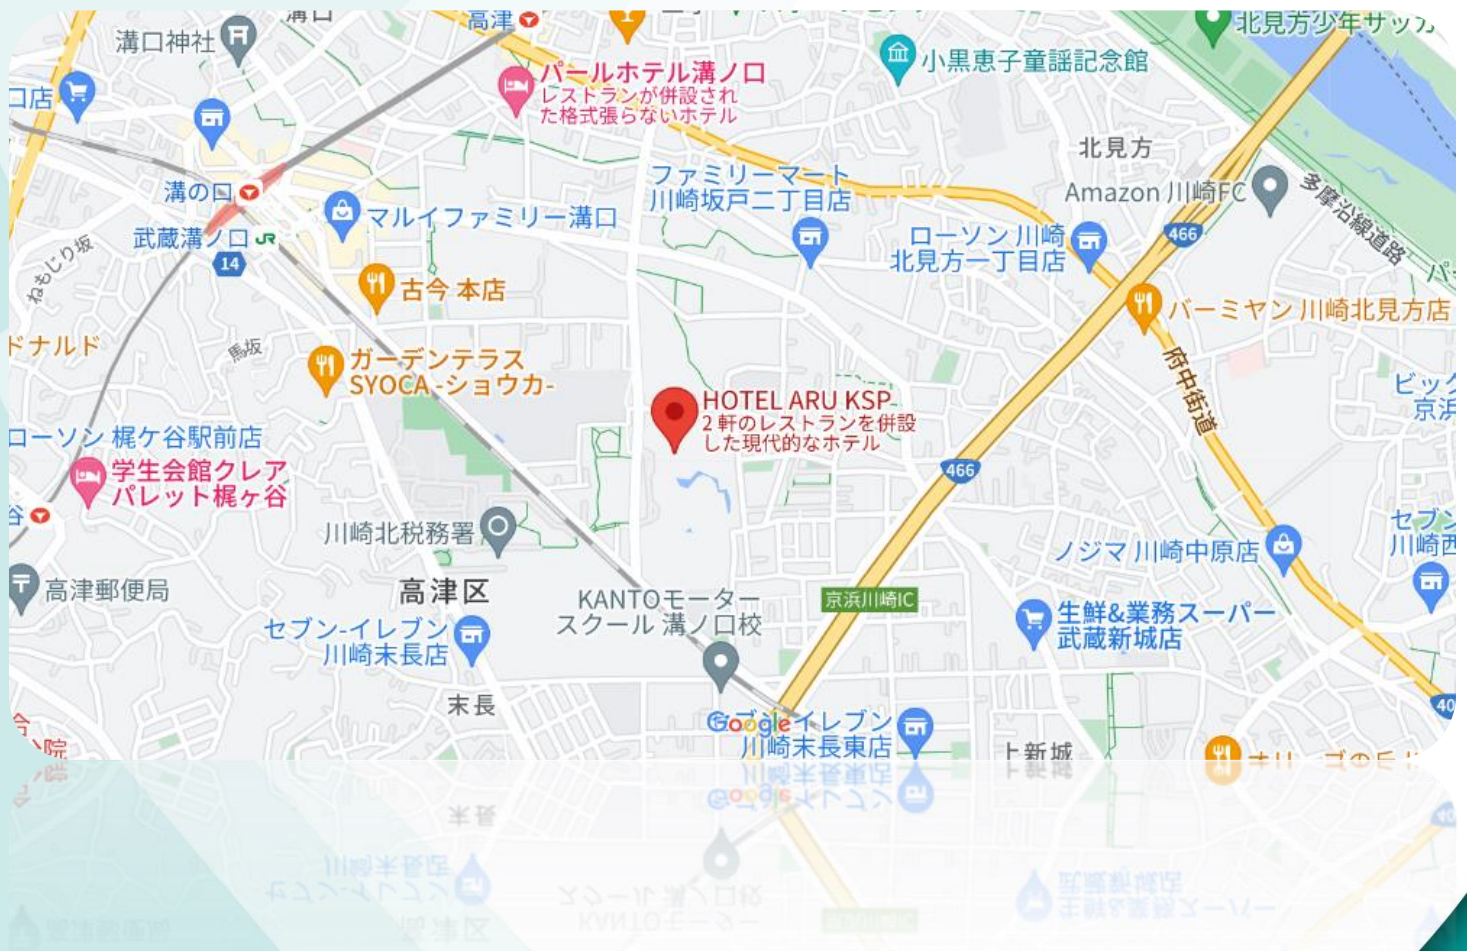 溝口
高津
溝口神社
北見方少年サッカ
小黒恵子童謡記念館
パールホテル溝ノ口
レストランが併設され
た格式張らないホテル
口店
北見方
ファミリーマート
川崎坂戸二丁目店
Amazon 川崎FC
溝の口
マルイファミリー溝口
多摩沿線道路
武蔵溝ノ口 JR
ローソン 川崎
北見方一丁目店
466
14
ねもじり坂
古今 本店
バーミヤン 川崎北見方店
ドナルド
馬坂
ガーデンテラス
SYOCA -ショウカ-
府中街道
HOTEL ARU KSP
2 軒のレストランを併設
した現代的なホテル
ビック
京浜
ローソン 梶ケ谷駅前店
学生会館クレア
パレット梶ヶ谷
466
谷
川崎北税務署
セブン
川崎西
ノジマ 川崎中原店
高津郵便局
高津区
KANTOモーター
スクール 溝ノ口校
京浜川崎IC
生鮮&業務スーパー
武蔵新城店
セブン-イレブン
川崎末長店
末長
40
Google
セブン-イレブン
川崎末長東店
上新城
院